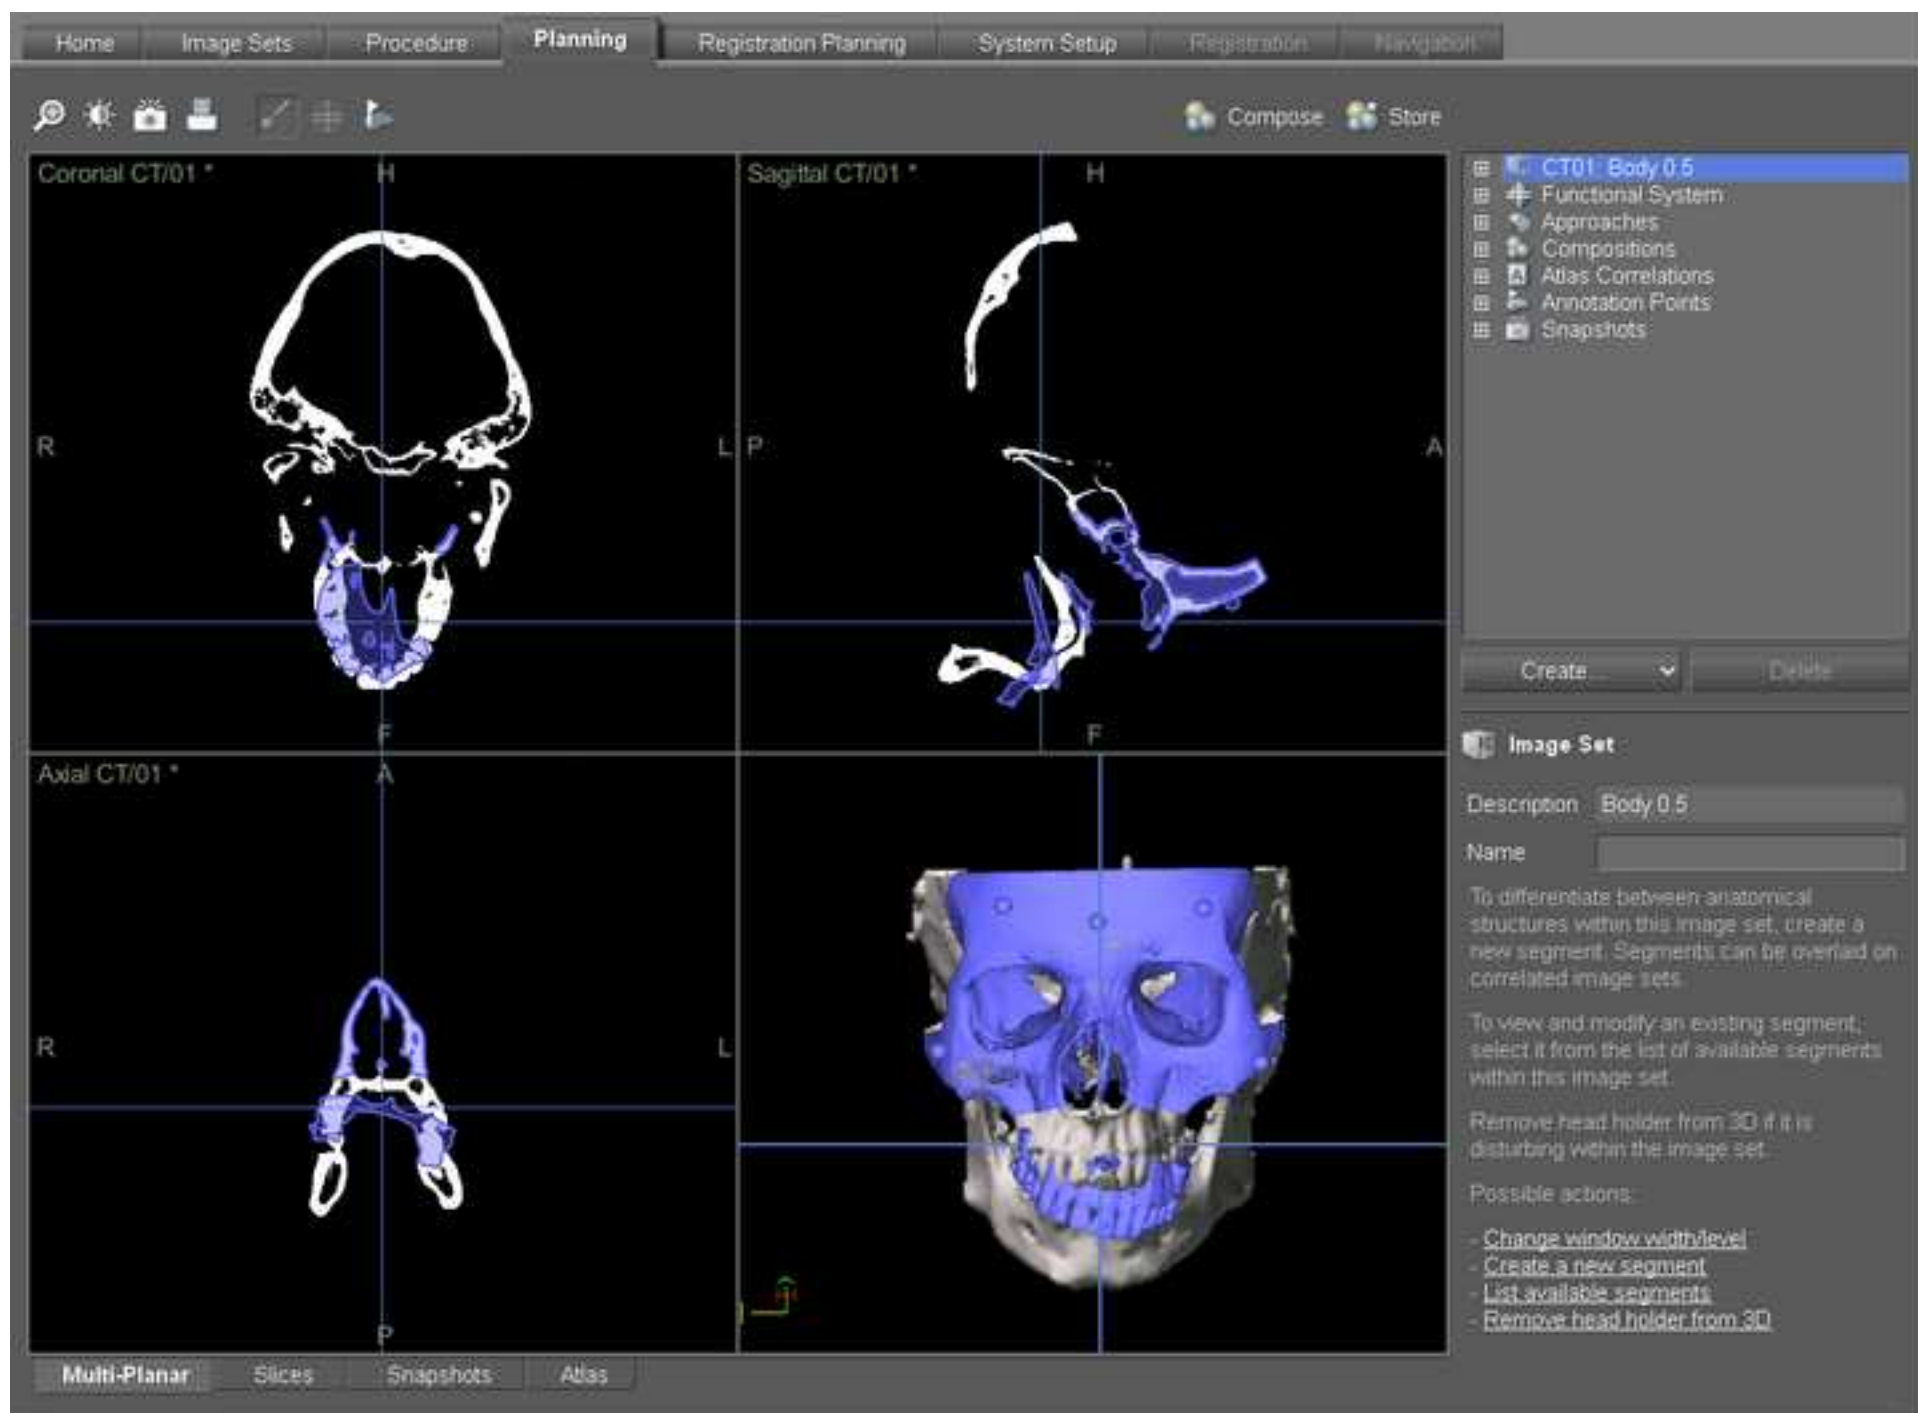 Home Image Sets Procedure Planning Registration Planning System Setup Registration Navigation
Compose Store
Coronal CT/01 *
H
R
L
F
Sagittal CT/01 *
H
P
A
F
Axial CT/01 *
A
R
L
P
CT01: Body 0.5
Functional System
Approaches
Compositions
Atlas Correlations
Annotation Points
Snapshots
Create... Delete
Image Set
Description Body 0.5
Name
To differentiate between anatomical
structures within this image set, create a
new segment. Segments can be overlaid on
correlated image sets.
To view and modify an existing segment,
select it from the list of available segments
within this image set.
Remove head holder from 3D if it is
disturbing within the image set.
Possible actions:
- Change window width/level
- Create a new segment
- List available segments
- Remove head holder from 3D
Multi-Planar Slices Snapshots Atlas